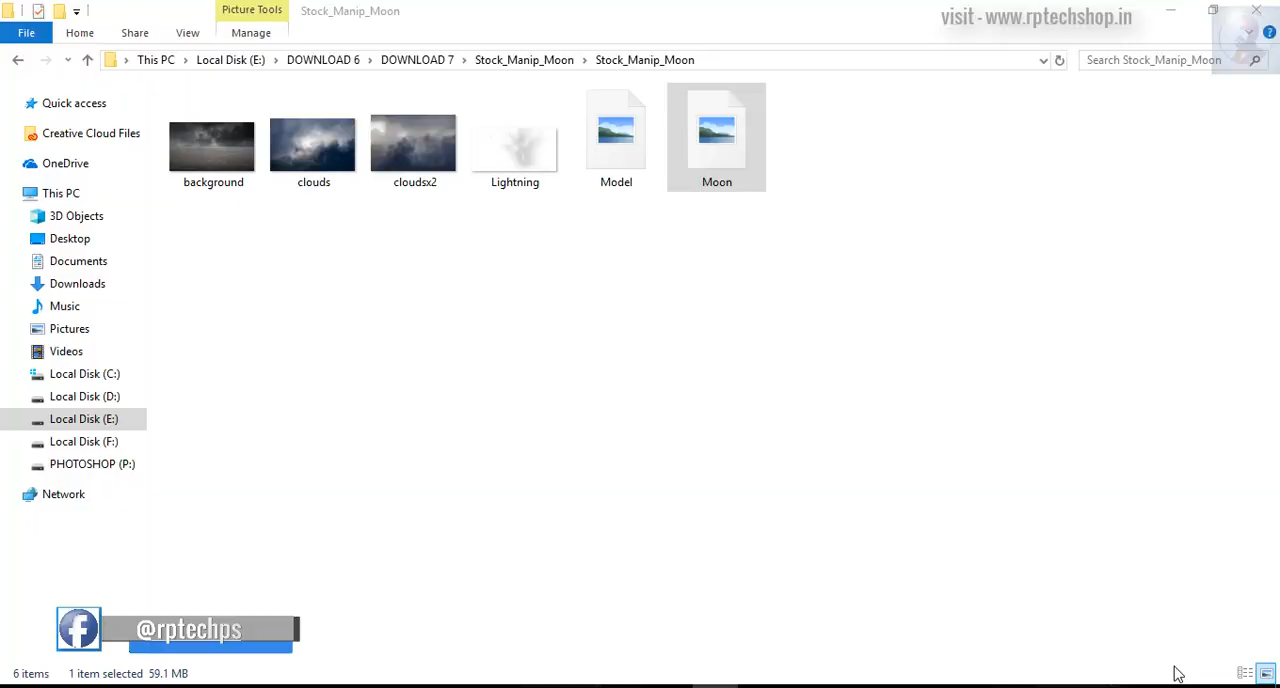 Picture Tools
Stock_Manip_Moon
visit - www.rptechshop.in
File
Home
Share
View
Manage
This PC
Local Disk (E:)
DOWNLOAD 6
DOWNLOAD 7
Stock_Manip_Moon
Stock_Manip_Moon
Search Stock_Manip_Moon
Quick access
Creative Cloud Files
OneDrive
This PC
3D Objects
Desktop
Documents
Downloads
Music
Pictures
Videos
Local Disk (C:)
Local Disk (D:)
Local Disk (E:)
Local Disk (F:)
PHOTOSHOP (P:)
Network
background
clouds
cloudsx2
Lightning
Model
Moon
f @rptechps
6 items
1 item selected 59.1 MB